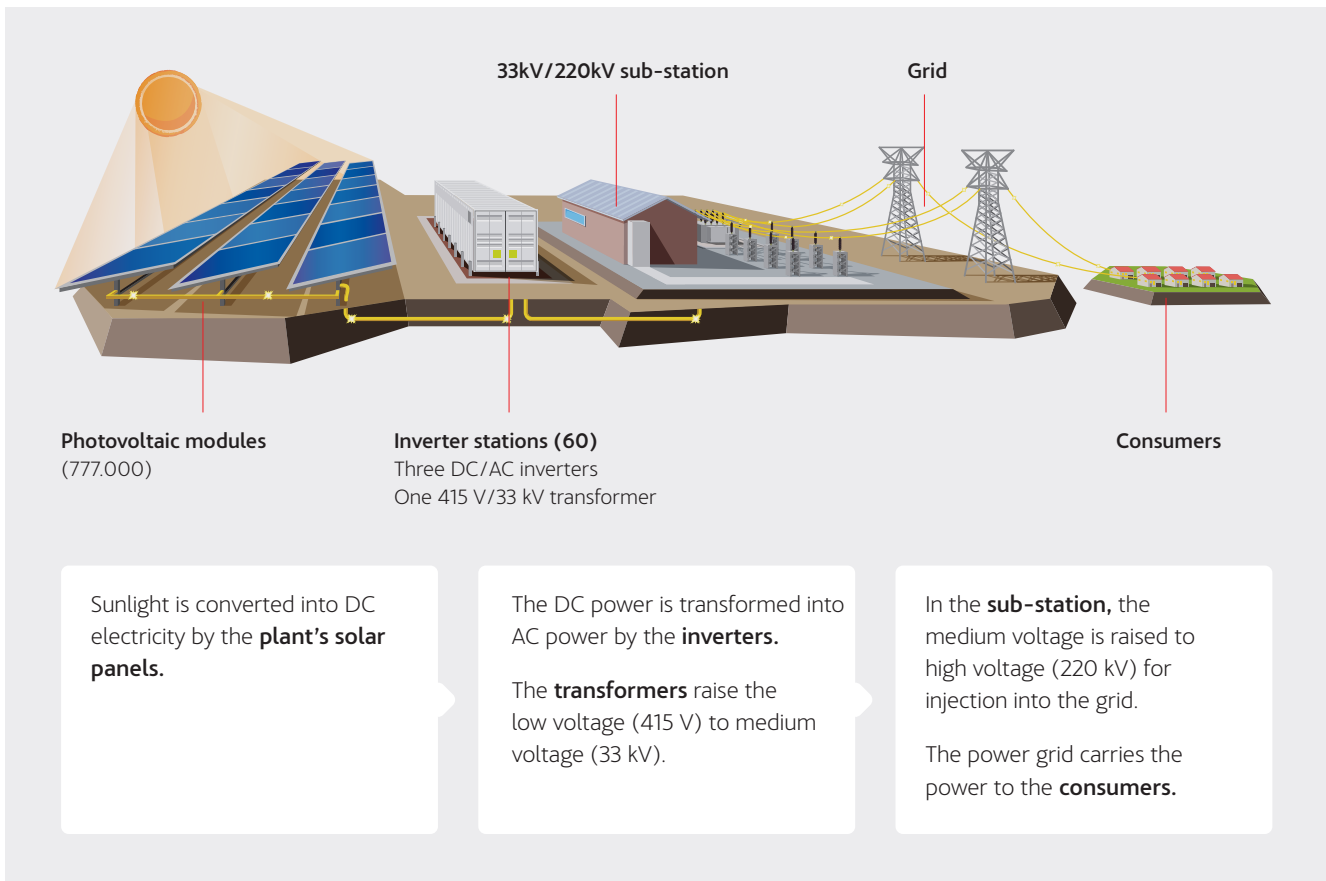 33kV/220kV sub-station
Grid
Photovoltaic modules
(777.000)
Inverter stations (60)
Three DC/AC inverters
One 415 V/33 kV transformer
Consumers
Sunlight is converted into DC
electricity by the plant's solar
panels.
The DC power is transformed into
AC power by the inverters.
The transformers raise the
low voltage (415 V) to medium
voltage (33 kV).
In the sub-station, the
medium voltage is raised to
high voltage (220 kV) for
injection into the grid.
The power grid carries the
power to the consumers.